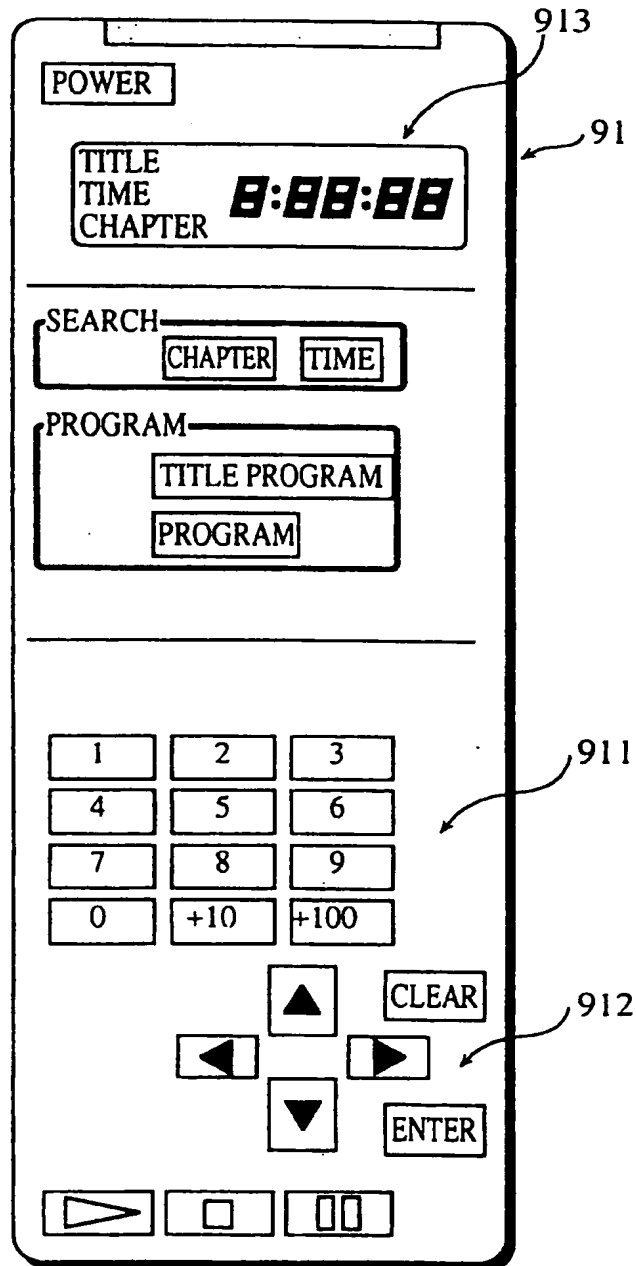 913
POWER
91
TITLE
TIME 8:88:88
CHAPTER
SEARCH
CHAPTER TIME
PROGRAM
TITLE PROGRAM
PROGRAM
911
1 2 3
4 5 6
7 8 9
0 +10 +100
CLEAR
912
ENTER